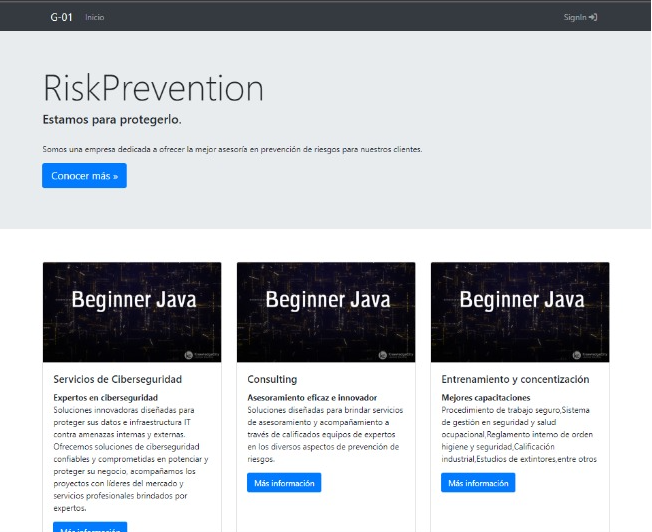 G-01 Inicio SignIn
RiskPrevention
Estamos para protegerlo.
Somos una empresa dedicada a ofrecer la mejor asesoría en prevención de riesgos para nuestros clientes.
Conocer más »
Beginner Java
Servicios de Ciberseguridad
Expertos en ciberseguridad
Soluciones innovadoras diseñadas para
proteger sus datos e infraestructura IT
contra amenazas internas y externas.
Ofrecemos soluciones de ciberseguridad
confiables y comprometidas en potenciar y
proteger su negocio, acompañamos los
proyectos con líderes del mercado y
servicios profesionales brindados por
expertos.
Más información
Beginner Java
Consulting
Asesoramiento eficaz e innovador
Soluciones diseñadas para brindar servicios
de asesoramiento y acompañamiento a
través de calificados equipos de expertos
en los diversos aspectos de prevención de
riesgos.
Más información
Beginner Java
Entrenamiento y concentización
Mejores capacitaciones
Procedimiento de trabajo seguro,Sistema
de gestión en seguridad y salud
ocupacional,Reglamento interno de orden
higiene y seguridad,Calificación
industrial,Estudios de extintores,entre otros
Más información